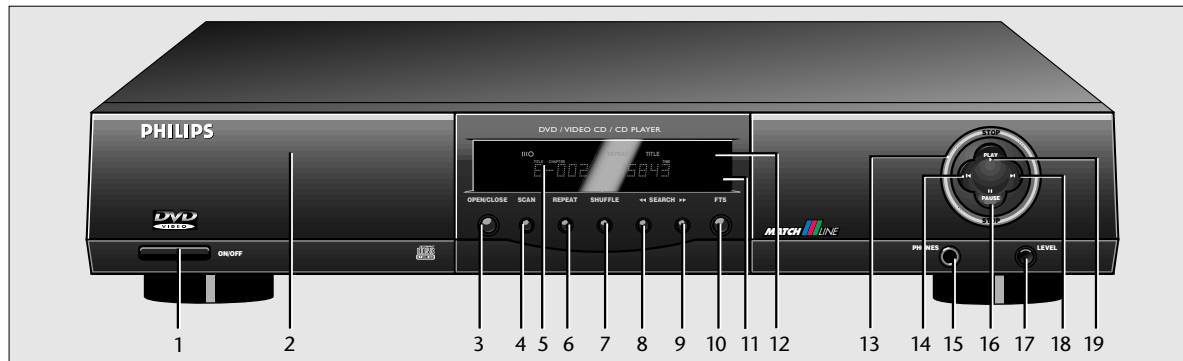 DVD / VIDEO CD / CD PLAYER
PHILIPS
TITLE
TITLE CHAPTER TIME
OPEN/CLOSE SCAN REPEAT SHUFFLE ◂◂ SEARCH ▸▸ FTS
STOP
PLAY
PAUSE
STOP
DVD
VIDEO
ON/OFF
MATCH LINE
PHONES LEVEL
1 2 3 4 5 6 7 8 9 10 11 12 13 14 15 16 17 18 19